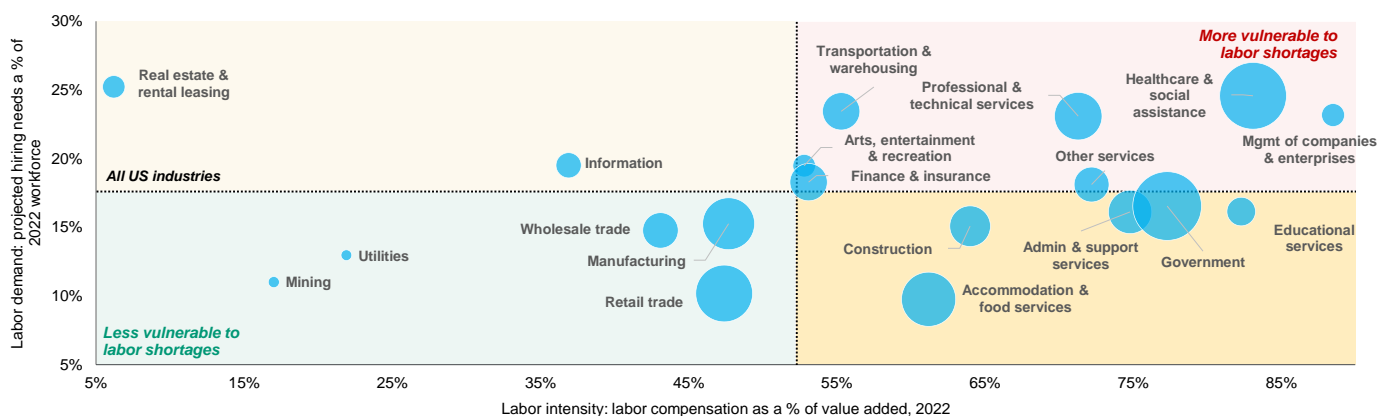 Labor demand: projected hiring needs a % of
2022 workforce
30%
25%
20%
15%
10%
5%
More vulnerable to
labor shortages
Real estate &
rental leasing
Transportation &
warehousing
Professional &
technical services
Healthcare &
social
assistance
Mgmt of companies
& enterprises
Arts, entertainment
& recreation
Other services
Information
Finance & insurance
All US industries
Wholesale trade
Manufacturing
Retail trade
Utilities
Mining
Construction
Admin & support
services
Government
Educational
services
Accommodation &
food services
Less vulnerable to
labor shortages
5%
15%
25%
35%
45%
55%
65%
75%
85%
Labor intensity: labor compensation as a % of value added, 2022